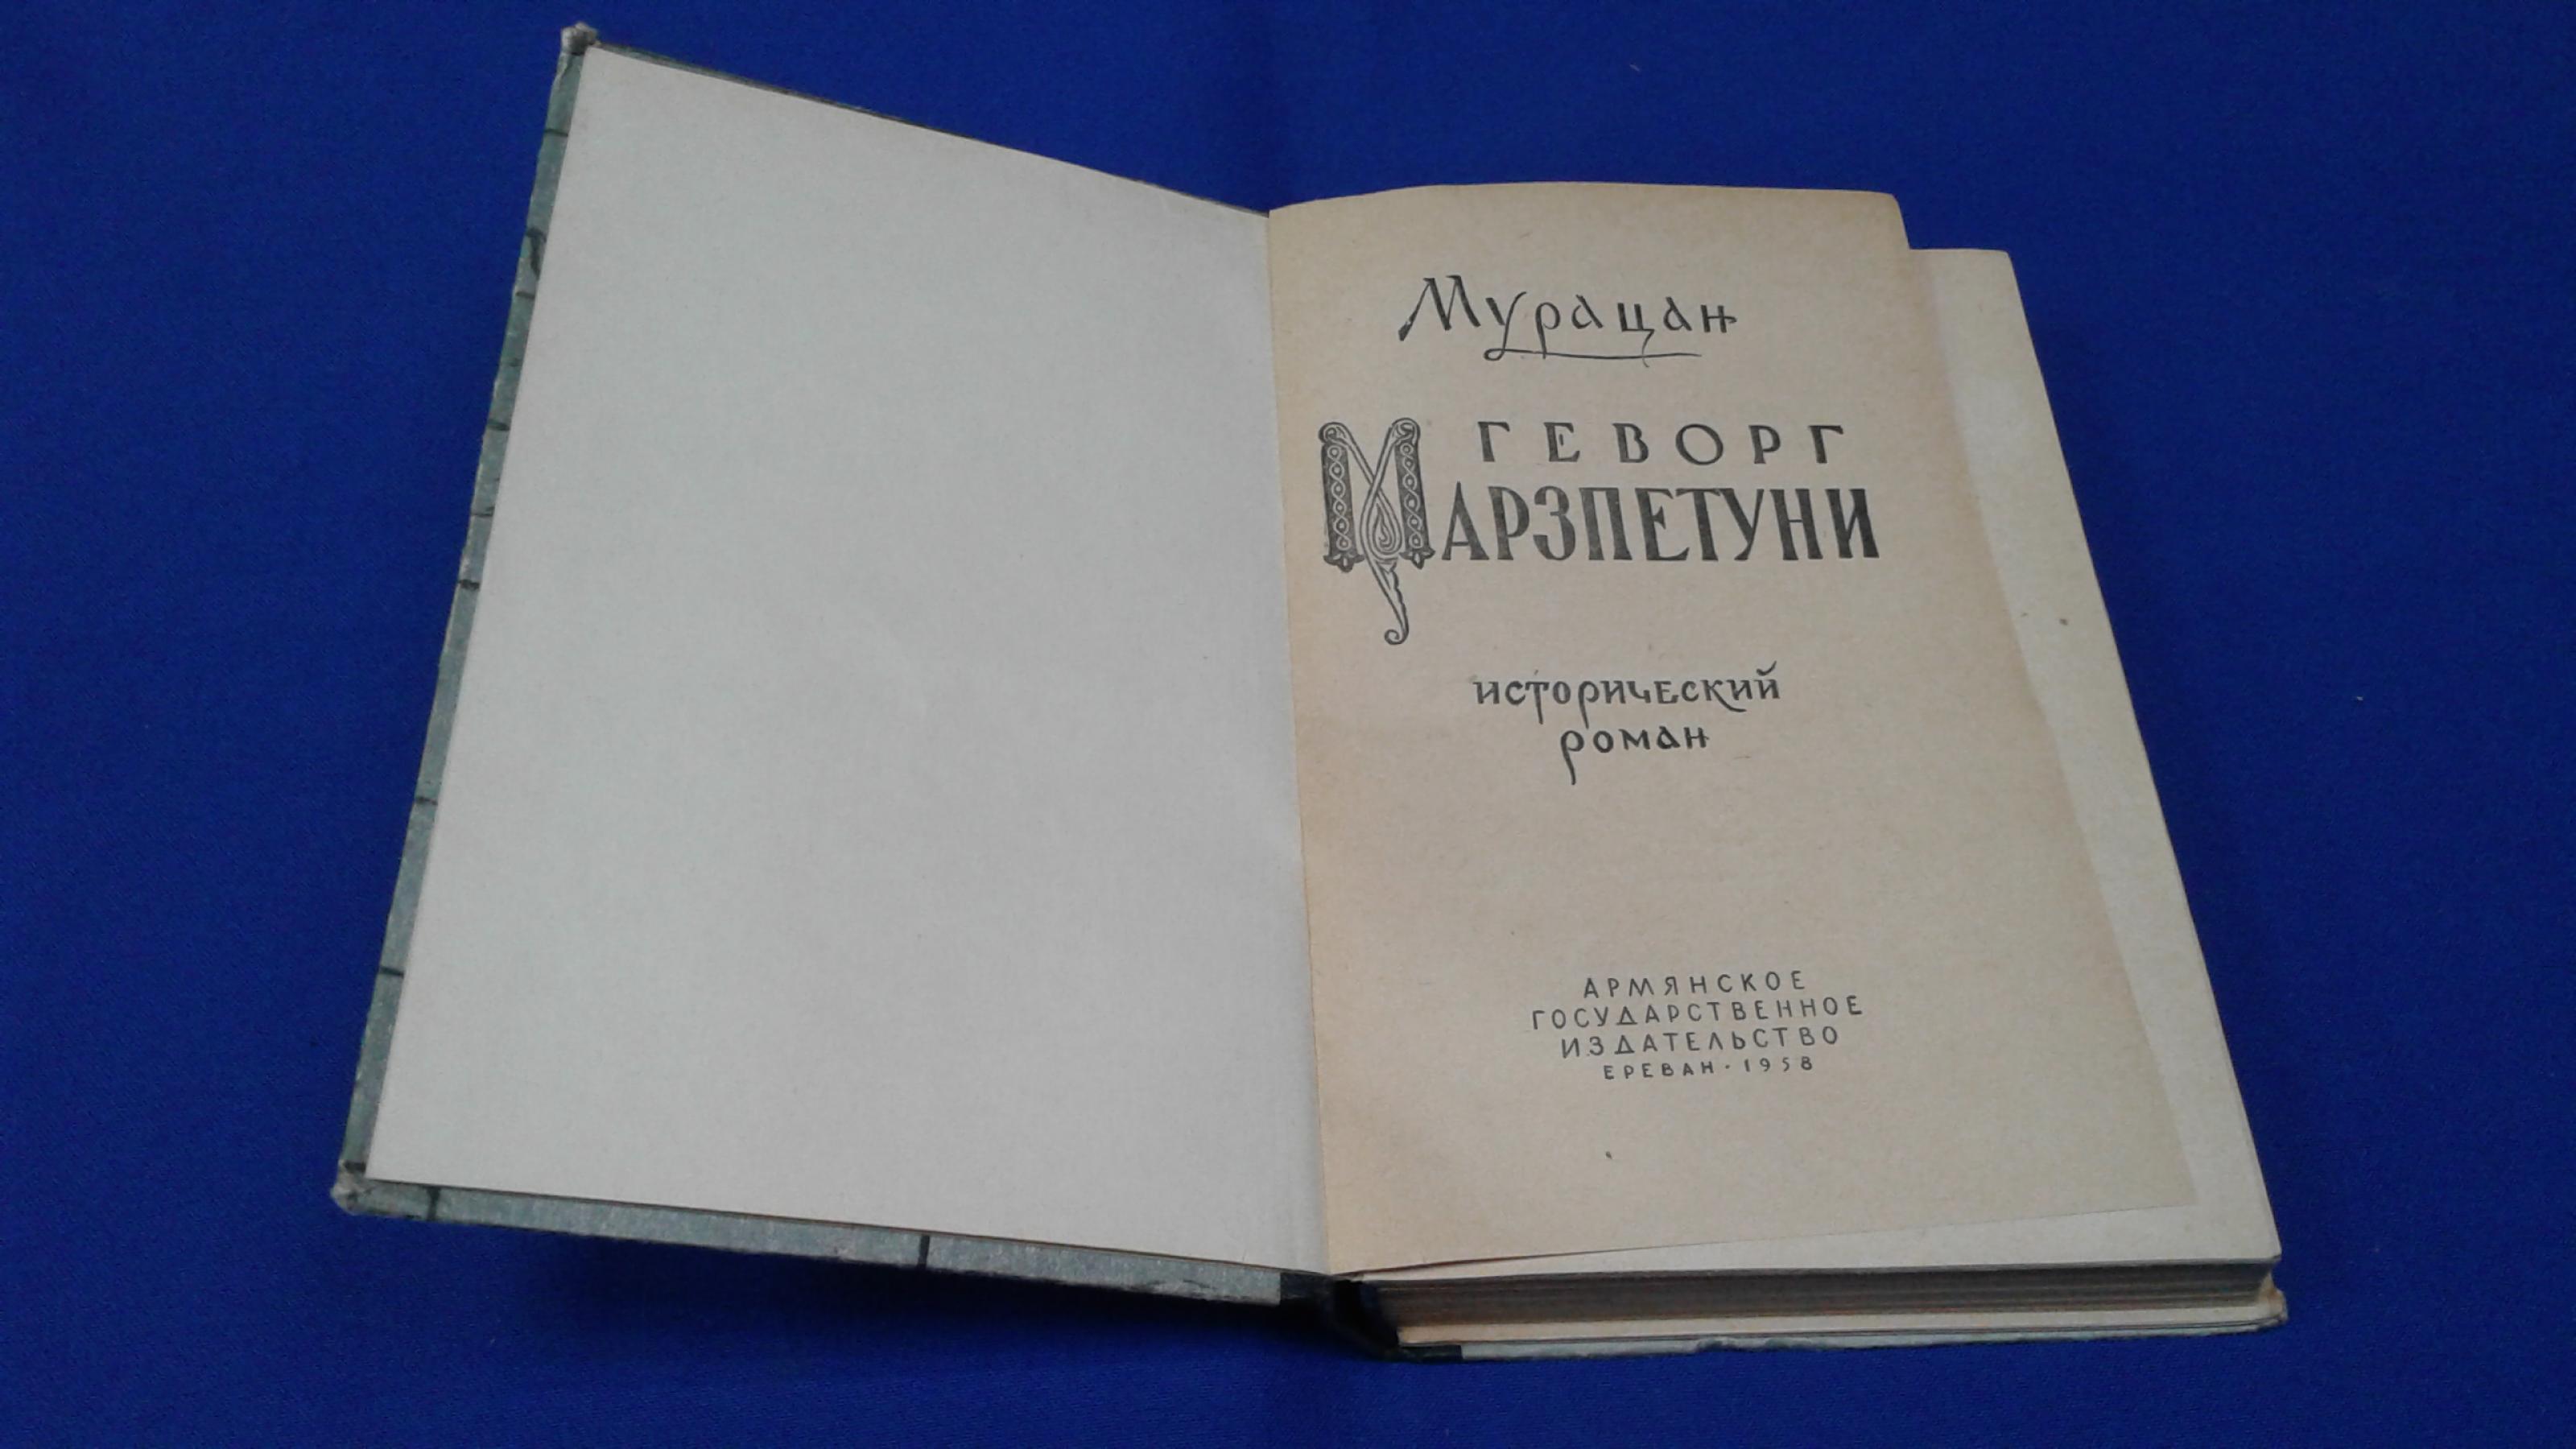 Мурацан
ГЕВОРГ
МАРЗПЕТУНИ
исторический
роман
АРМЯНСКОЕ
ГОСУДАРСТВЕННОЕ
ИЗДАТЕЛЬСТВО
ЕРЕВАН · 1958